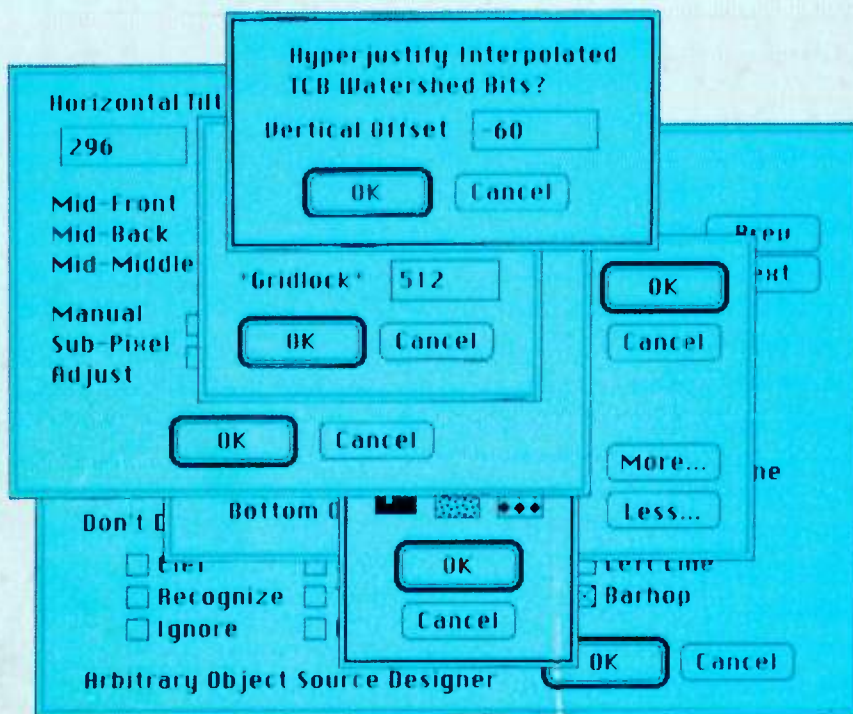 Hyperjustify Interpolated
TCB Watershed Bits?
Vertical Offset -60
OK Cancel
Horizontal Tilt
296
Mid-Front
Mid-Back
Mid-Middle
Manual
Sub-Pixel
Adjust
OK Cancel
"Gridlock" 512
OK Cancel
Prev
OK
Cancel
More...
Less...
Bottom
OK
Cancel
Don't
Recognize
Ignore
Left Line
Barhop
Arbitrary Object Source Designer
OK Cancel